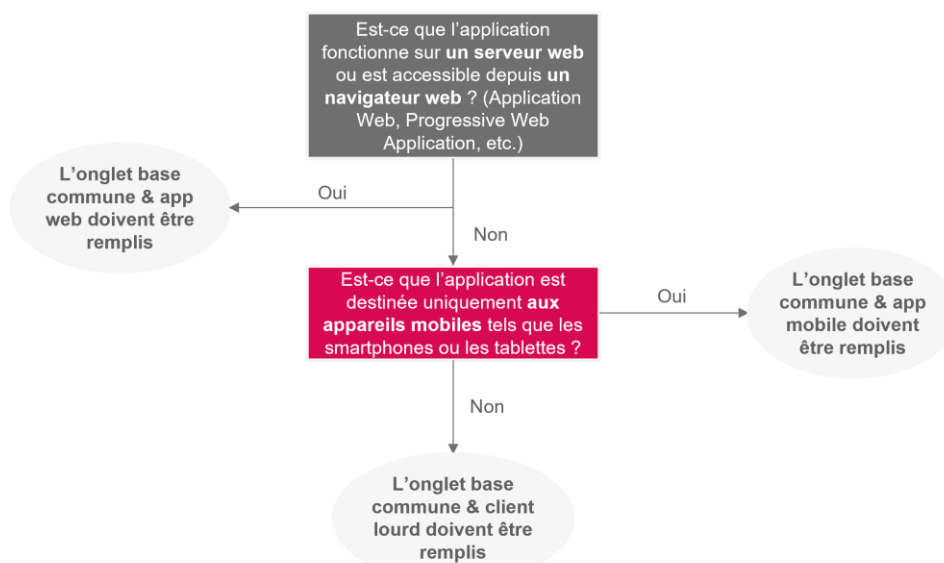 Est-ce que l'application
fonctionne sur un serveur web
ou est accessible depuis un
navigateur web ? (Application
Web, Progressive Web
Application, etc.)
L'onglet base
commune & app
web doivent être
remplis
Oui
Non
Est-ce que l'application est
destinée uniquement aux
appareils mobiles tels que les
smartphones ou les tablettes ?
Oui
L'onglet base
commune & app
mobile doivent
être remplis
Non
L'onglet base
commune & client
lourd doivent être
remplis